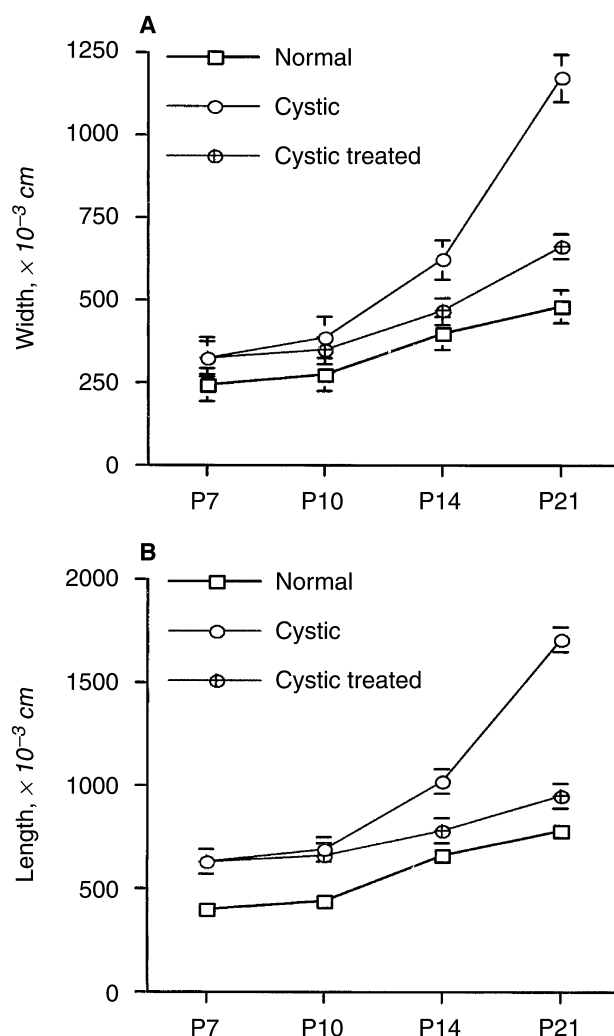 A
1250
1000
750
500
250
0
Width, × 10⁻³ cm
Normal
Cystic
Cystic treated
P7 P10 P14 P21
B
2000
1500
1000
500
0
Length, × 10⁻³ cm
Normal
Cystic
Cystic treated
P7 P10 P14 P21